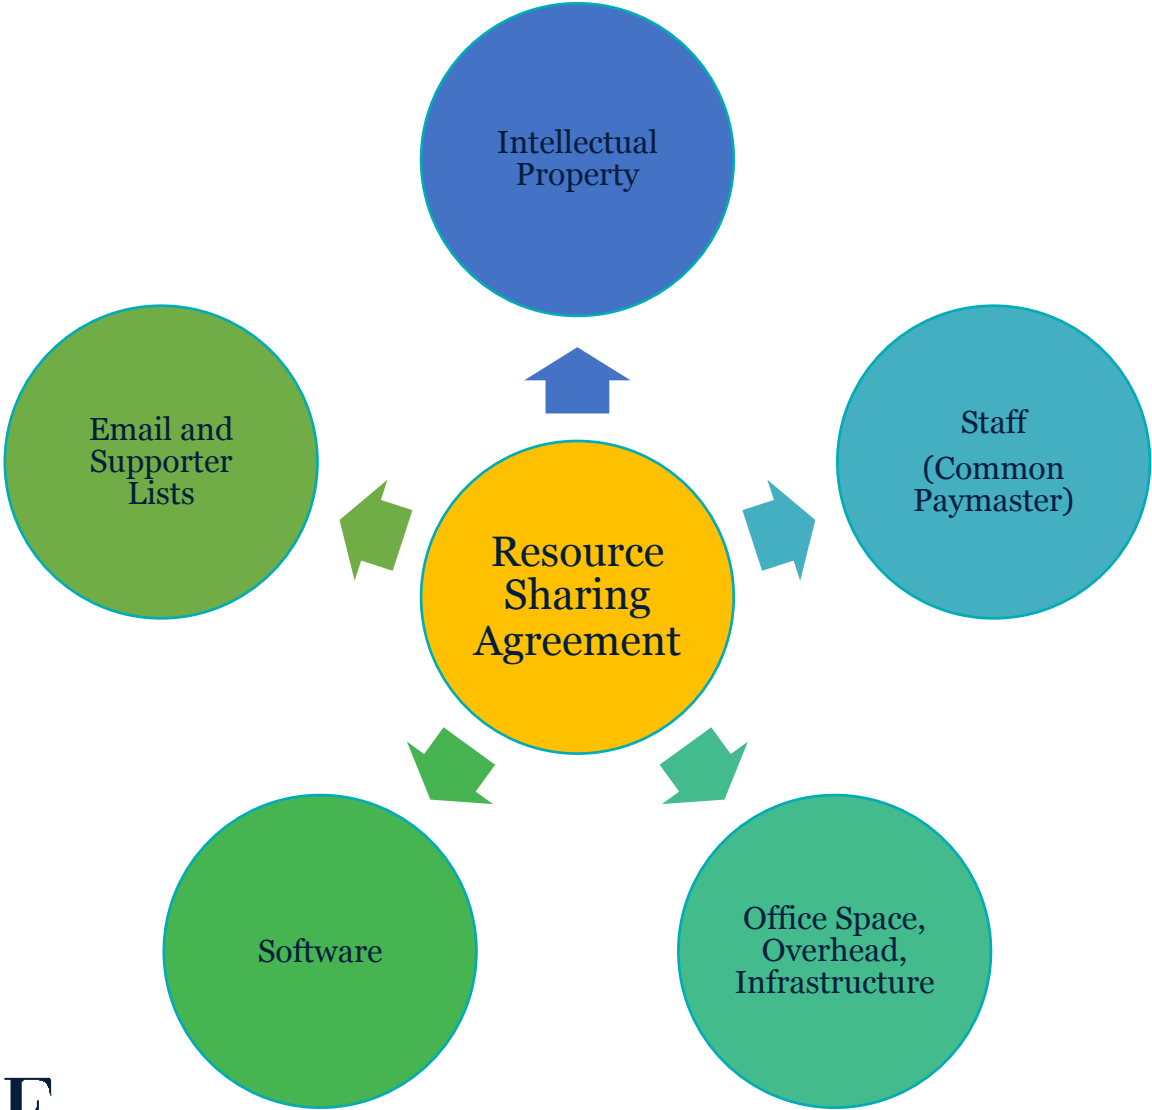 Intellectual
Property
Email and
Supporter
Lists
Staff
(Common
Paymaster)
Resource
Sharing
Agreement
Software
Office Space,
Overhead,
Infrastructure